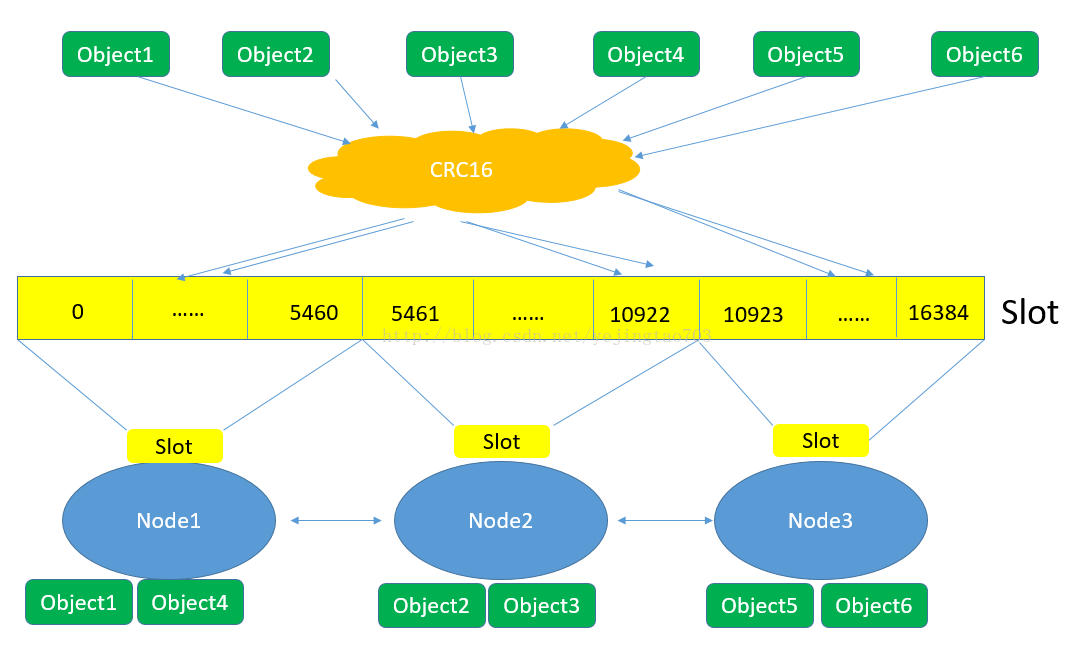 Object1
Object2
Object3
Object4
Object5
Object6
CRC16
0
......
5460
5461
......
10922
10923
......
16384
Slot
http://blog.csdn.net/yejingtao703
Slot
Slot
Slot
Node1
Node2
Node3
Object1
Object4
Object2
Object3
Object5
Object6